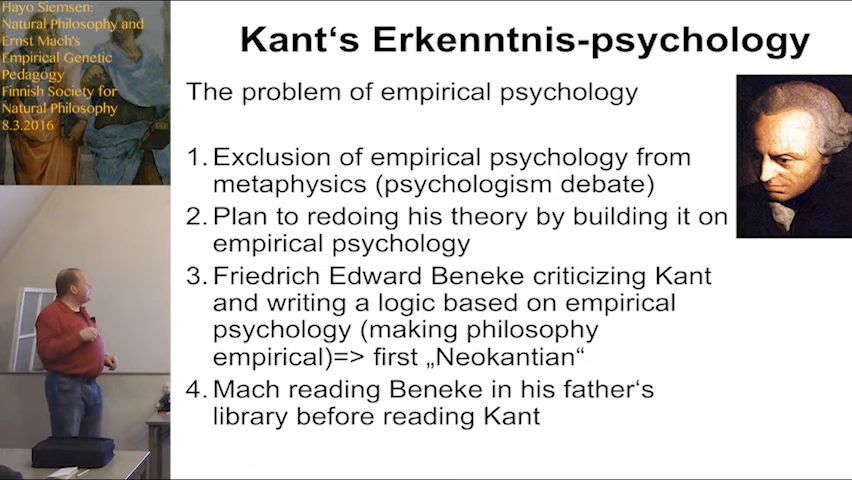 Hayo Siemsen:
Natural Philosophy and
Ernst Mach's
Empirical Genetic
Pedagogy
Finnish Society for
Natural Philosophy
8.3.2016
Kant‘s Erkenntnis-psychology
The problem of empirical psychology
1. Exclusion of empirical psychology from
metaphysics (psychologism debate)
2. Plan to redoing his theory by building it on
empirical psychology
3. Friedrich Edward Beneke criticizing Kant
and writing a logic based on empirical
psychology (making philosophy
empirical)=> first „Neokantian“
4. Mach reading Beneke in his father‘s
library before reading Kant